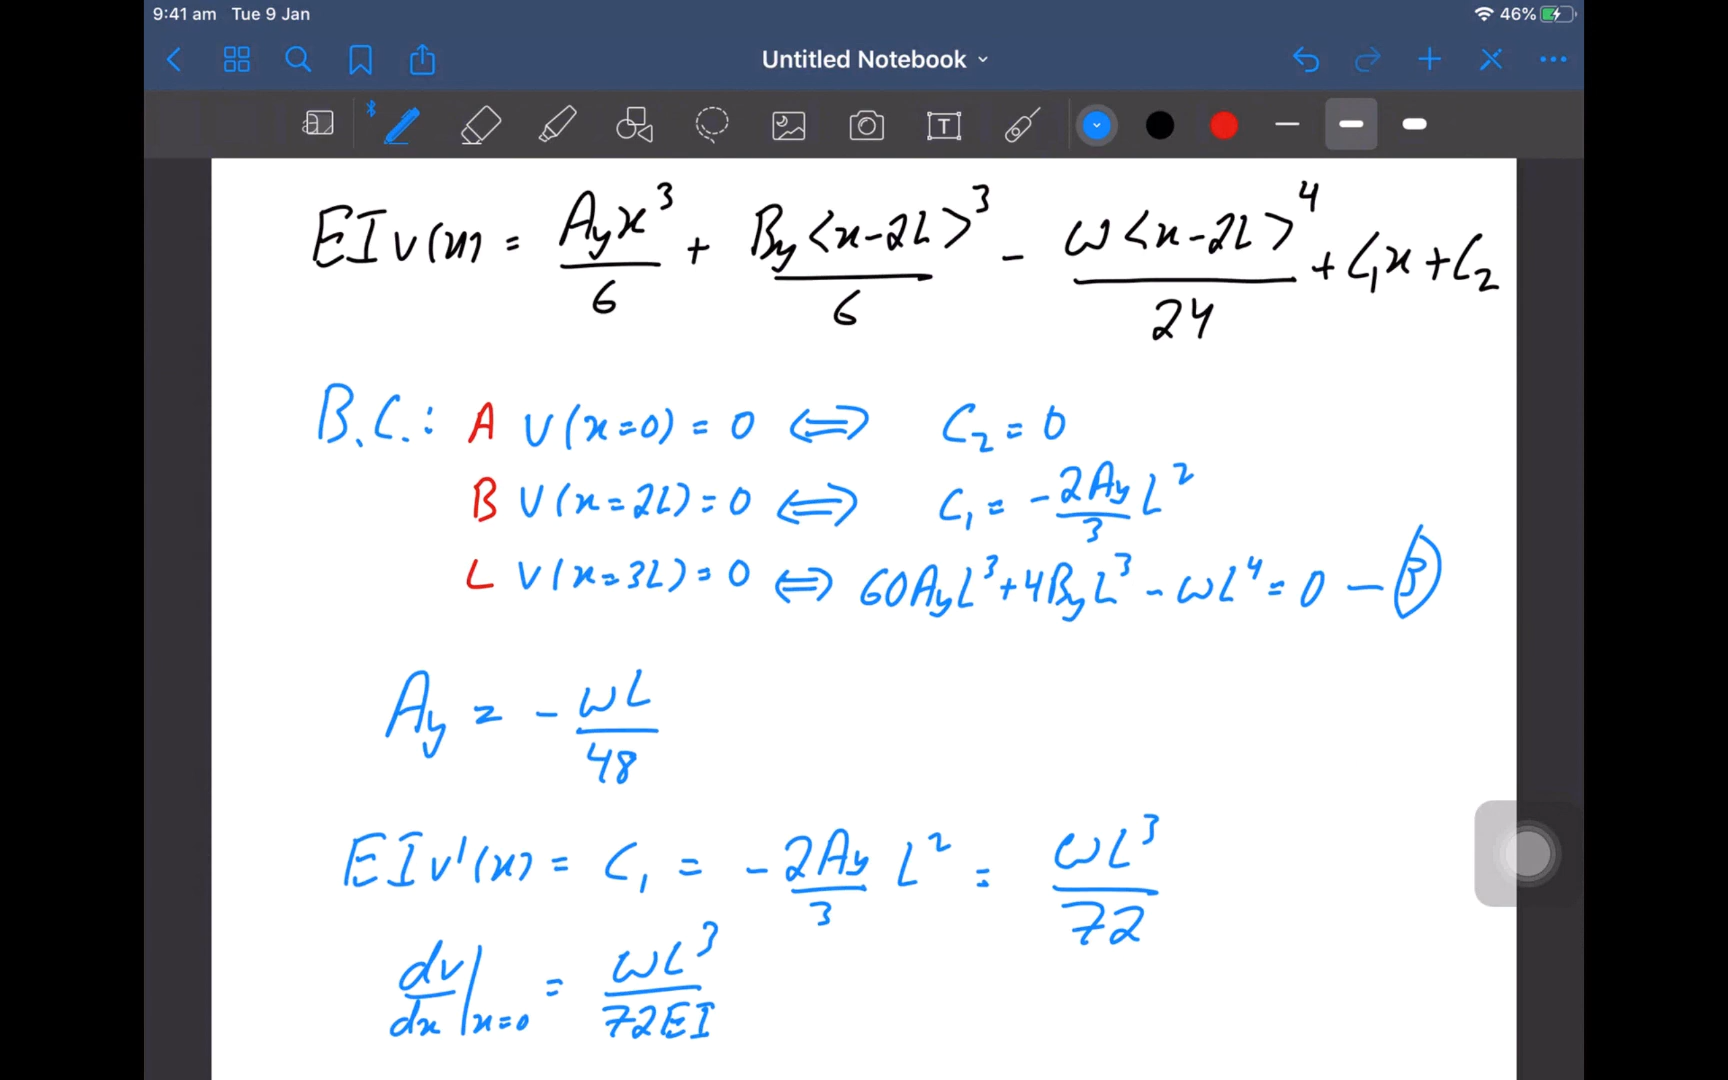 9:41 am Tue 9 Jan 46%
Untitled Notebook
EIv(x) = Ayx³/6 + By<x-2L>³/6 - w<x-2L>⁴/24 + C₁x + C₂
B.C.: A v(x=0) = 0 <=> C₂ = 0
B v(x=2L) = 0 <=> C₁ = -2Ay/3 L²
C v(x=3L) = 0 <=> 60AyL³ + 4ByL³ - wL⁴ = 0 - ③
Ay = - wL/48
EIv'(x) = C₁ = - 2Ay/3 L² = wL³/72
dv/dx|x=0 = wL³/72EI